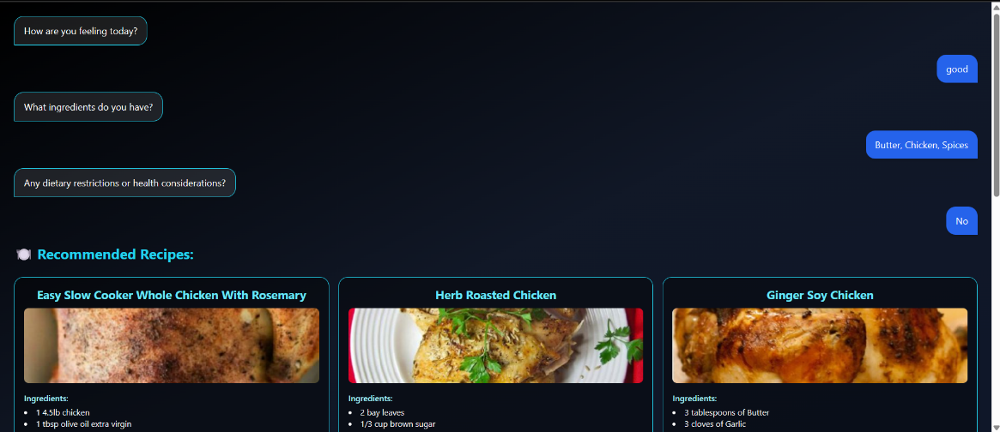 How are you feeling today?
good
What ingredients do you have?
Butter, Chicken, Spices
Any dietary restrictions or health considerations?
No
🍽️ Recommended Recipes:
Easy Slow Cooker Whole Chicken With Rosemary
Ingredients:
• 1 4.5lb chicken
• 1 tbsp olive oil extra virgin
Herb Roasted Chicken
Ingredients:
• 2 bay leaves
• 1/3 cup brown sugar
Ginger Soy Chicken
Ingredients:
• 3 tablespoons of Butter
• 3 cloves of Garlic